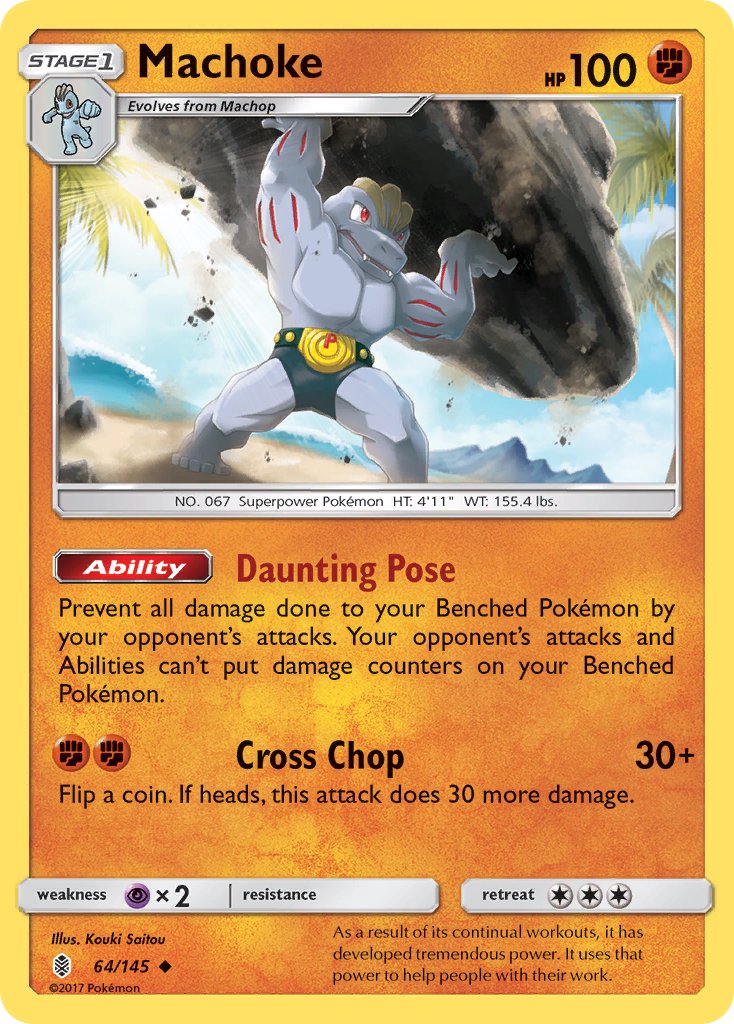 STAGE1
Machoke
HP 100
Evolves from Machop
P
NO. 067 Superpower Pokémon HT: 4'11" WT: 155.4 lbs.
Ability Daunting Pose
Prevent all damage done to your Benched Pokémon by
your opponent's attacks. Your opponent's attacks and
Abilities can't put damage counters on your Benched
Pokémon.
Cross Chop 30+
Flip a coin. If heads, this attack does 30 more damage.
weakness ×2 resistance retreat
Illus. Kouki Saitou
64/145
©2017 Pokémon
As a result of its continual workouts, it has
developed tremendous power. It uses that
power to help people with their work.